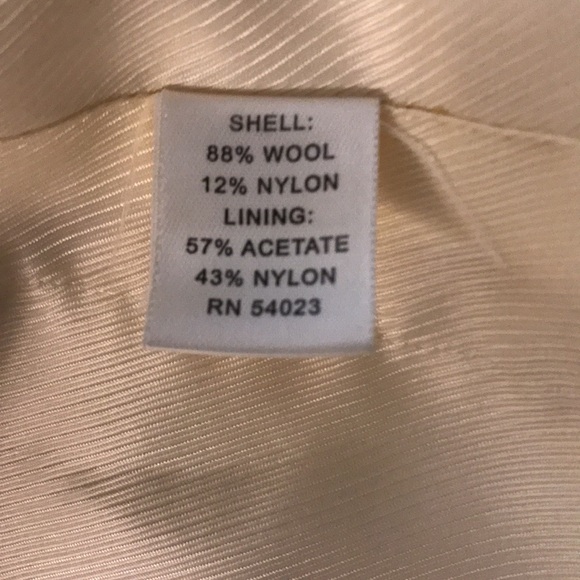 SHELL:
88% WOOL
12% NYLON
LINING:
57% ACETATE
43% NYLON
RN 54023